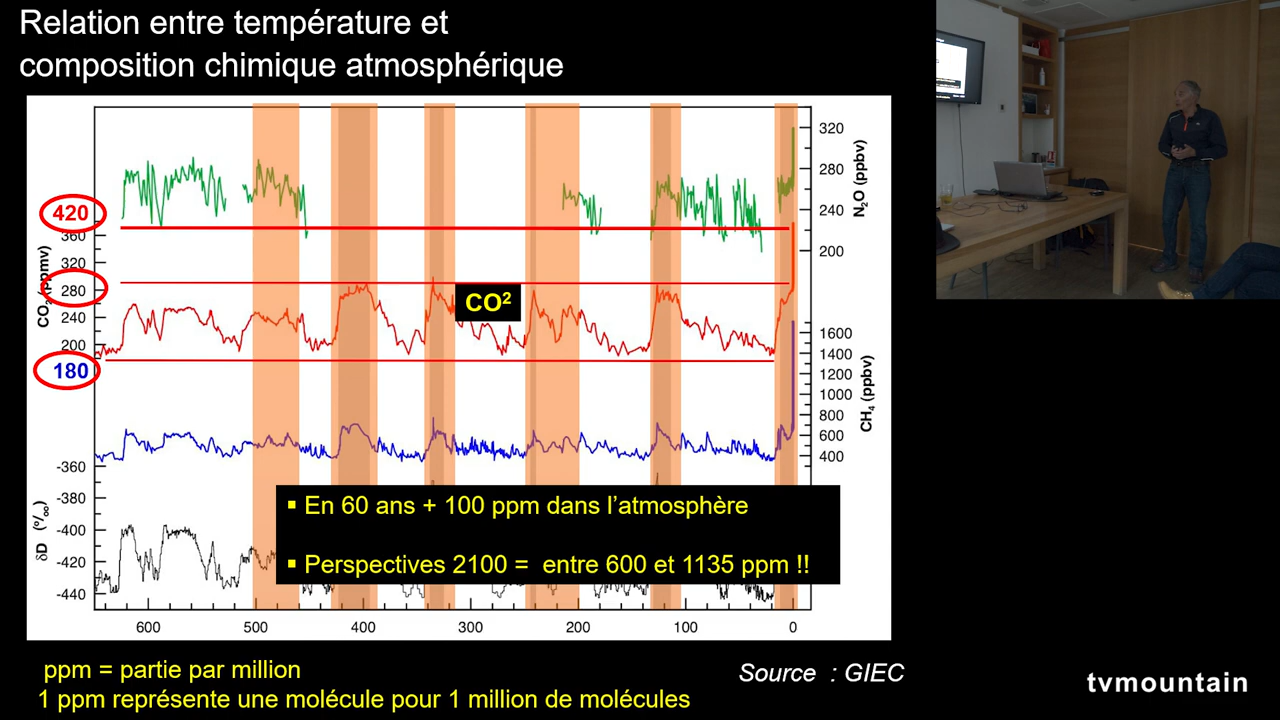 Relation entre température et
composition chimique atmosphérique
420
360
320
280
240
200
180
CO₂ (ppmv)
320
280
240
200
N₂O (ppbv)
CO²
1600
1400
1200
1000
800
600
400
CH₄ (ppbv)
-360
-380
-400
-420
-440
δD (°/₀₀)
▪ En 60 ans + 100 ppm dans l'atmosphère
▪ Perspectives 2100 = entre 600 et 1135 ppm !!
600 500 400 300 200 100 0
ppm = partie par million
1 ppm représente une molécule pour 1 million de molécules
Source : GIEC
tvmountain